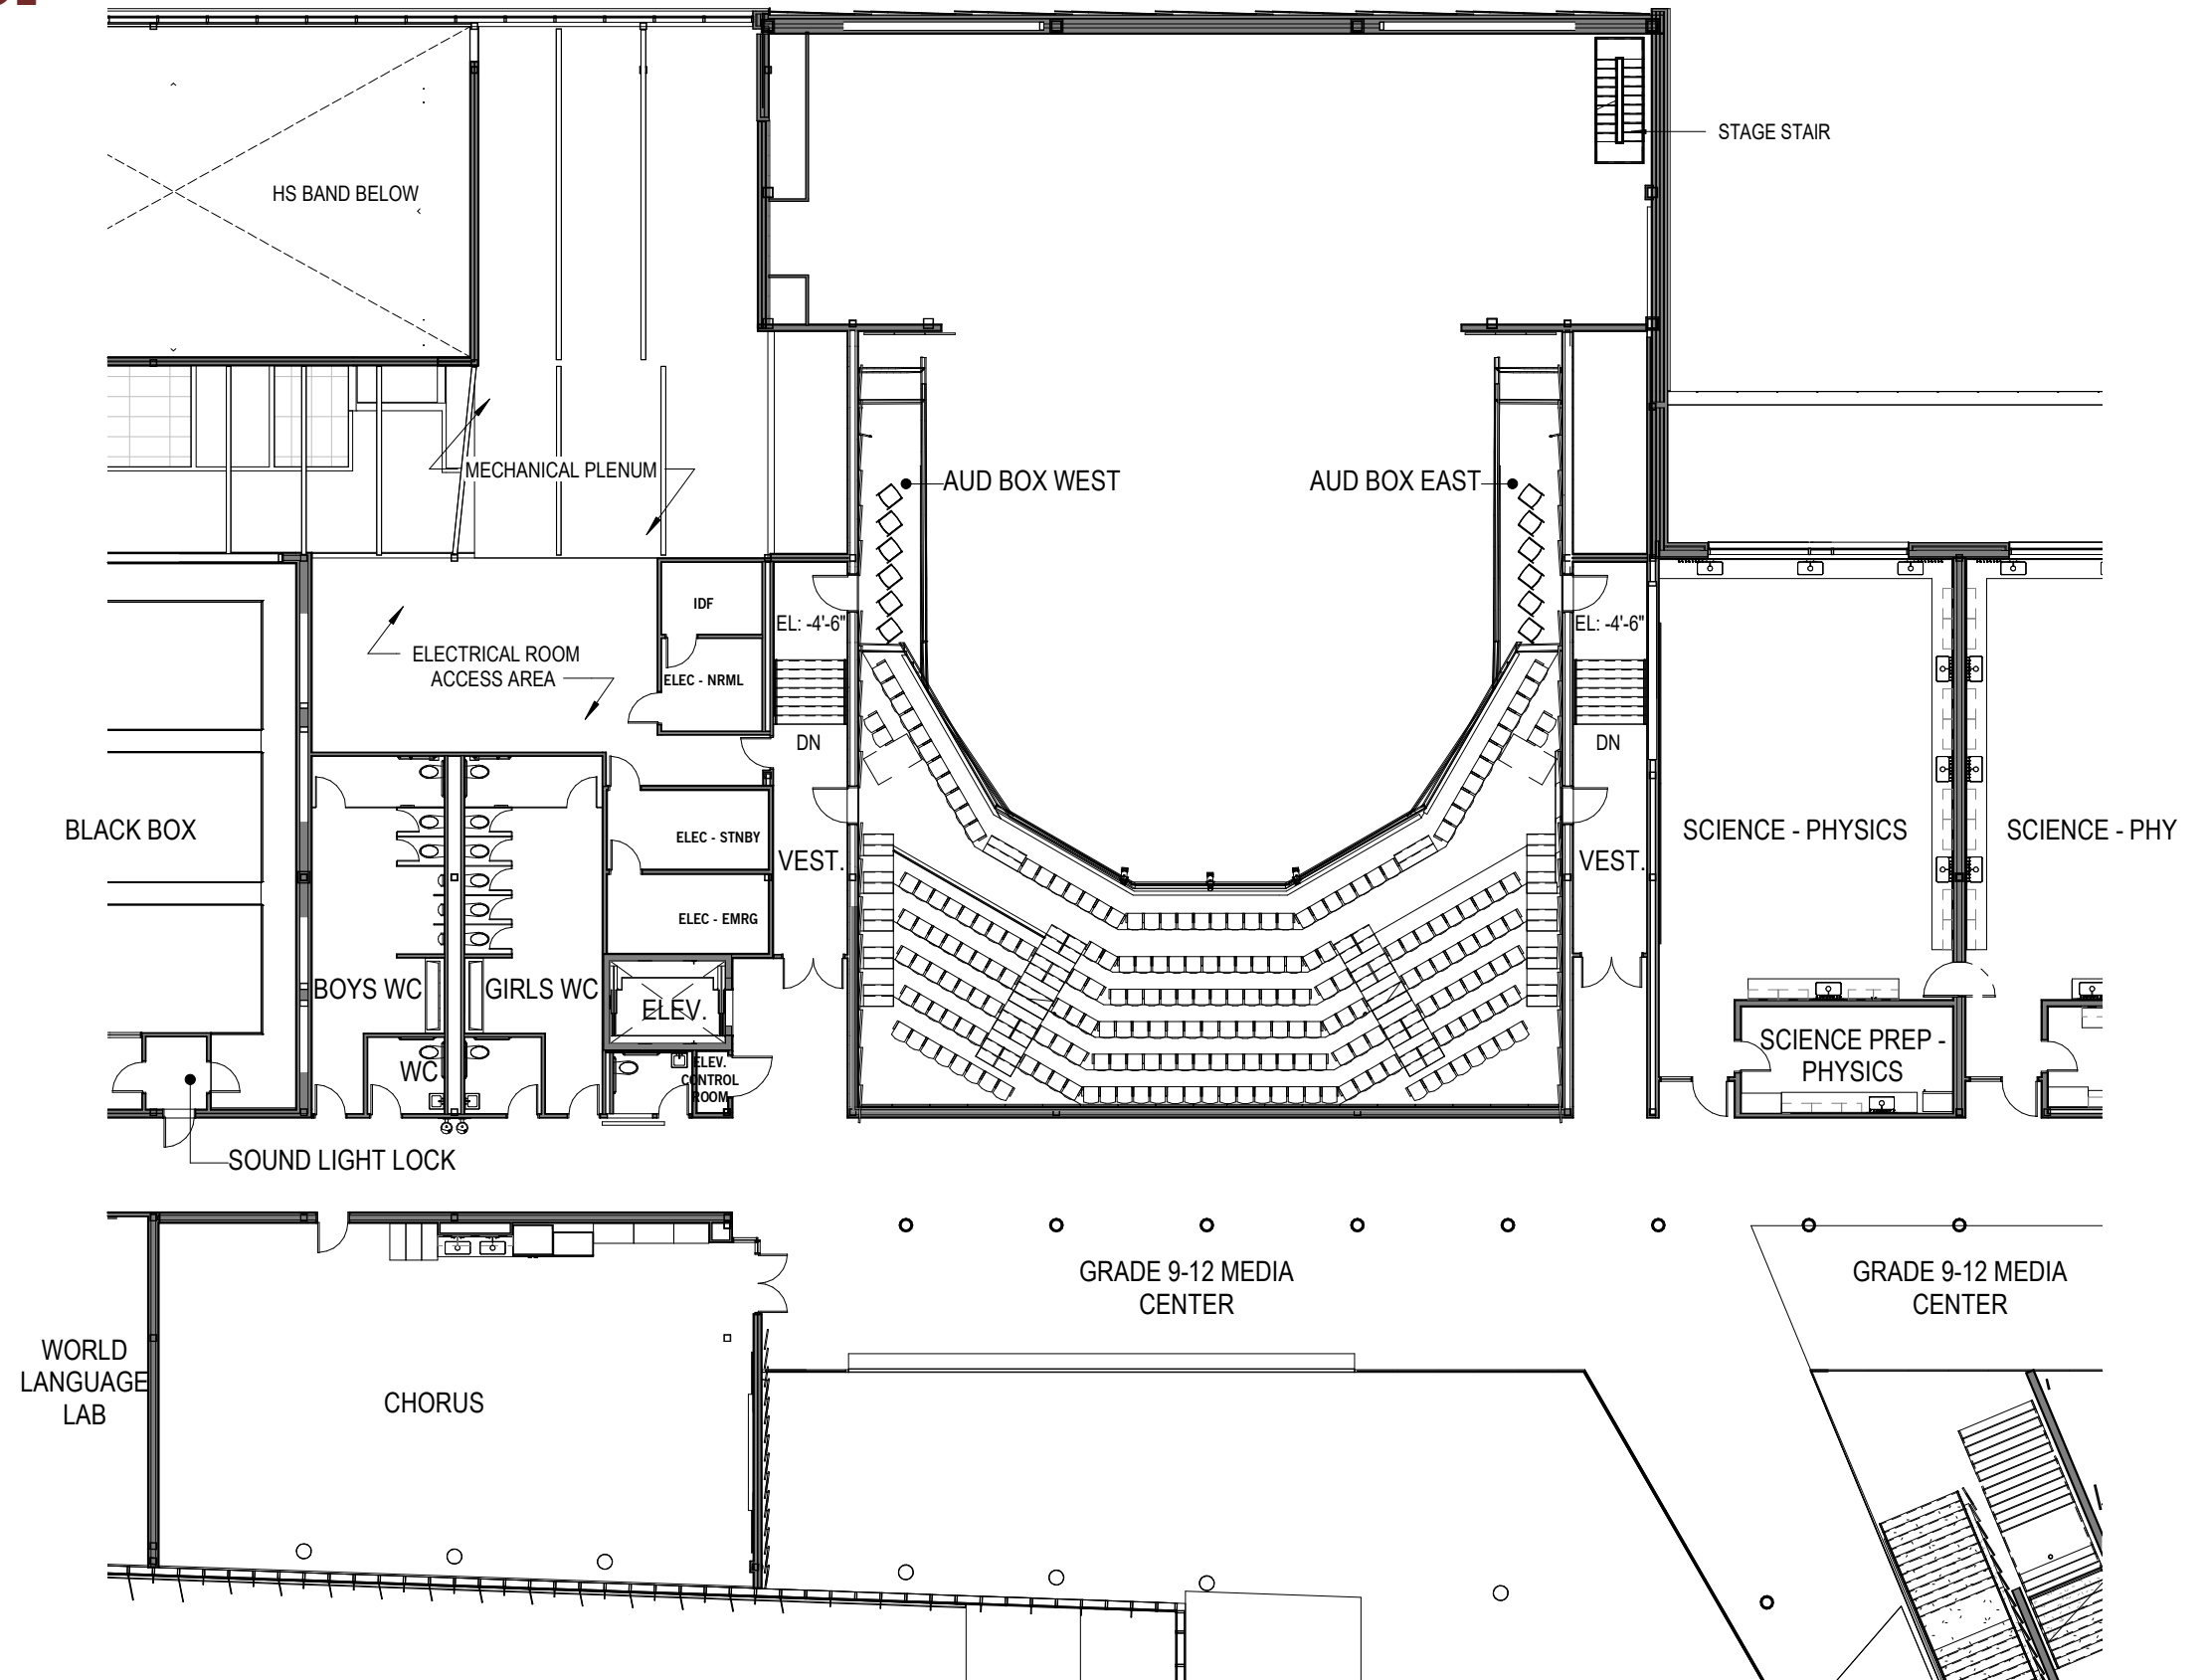 STAGE STAIR
HS BAND BELOW
MECHANICAL PLENUM
AUD BOX WEST
AUD BOX EAST
IDF
EL: -4'-6"
EL: -4'-6"
ELECTRICAL ROOM
ACCESS AREA
ELEC - NRML
DN
DN
BLACK BOX
ELEC - STNBY
VEST.
VEST.
SCIENCE - PHYSICS
SCIENCE - PHY
ELEC - EMRG
BOYS WC
GIRLS WC
ELEV.
WC
ELEV.
CONTROL
ROOM
SCIENCE PREP -
PHYSICS
SOUND LIGHT LOCK
GRADE 9-12 MEDIA
CENTER
GRADE 9-12 MEDIA
CENTER
WORLD
LANGUAGE
LAB
CHORUS